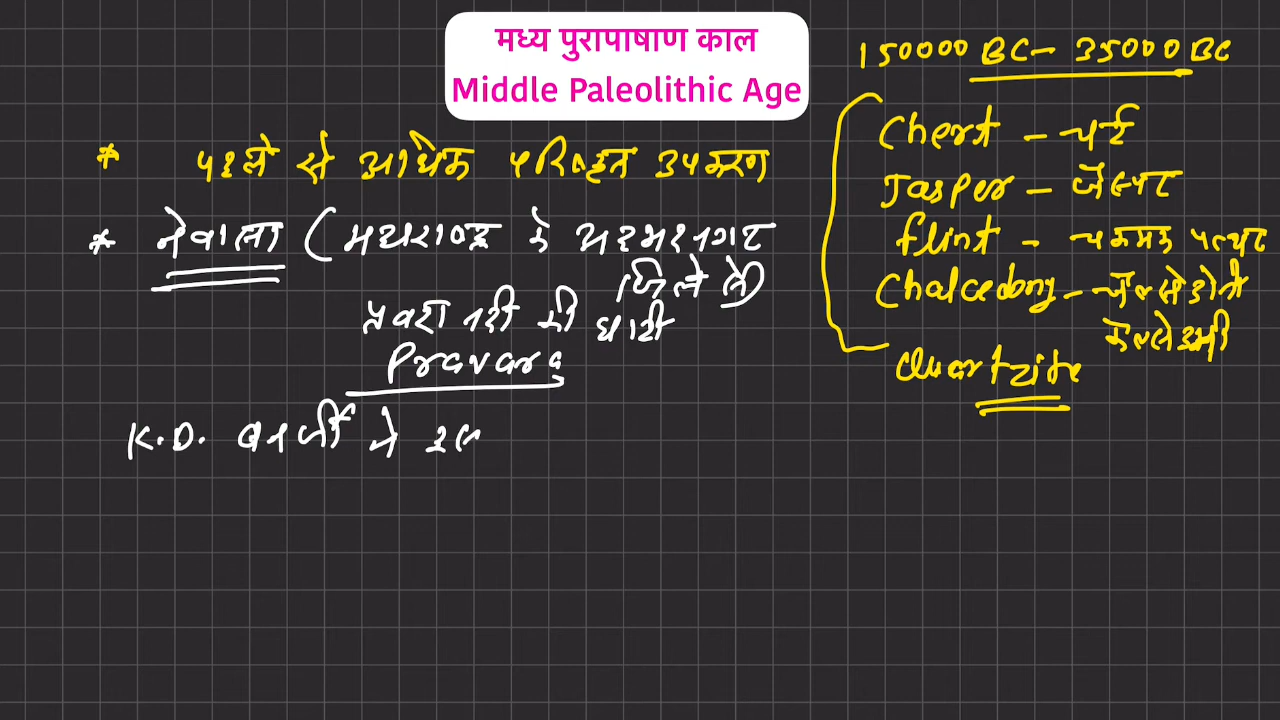 मध्य पुरापाषाण काल
Middle Paleolithic Age
150000 BC - 35000 BC
* पहले से अधिक परिष्कृत उपकरण
* नेवासा (महाराष्ट्र के अहमदनगर
जिले में)
प्रवरा नदी की घाटी
Pravara
K.D. बनर्जी ने
Chert - चर्ट
Jasper - जेस्पर
flint - चकमक पत्थर
Chalcedony -
Quartzite